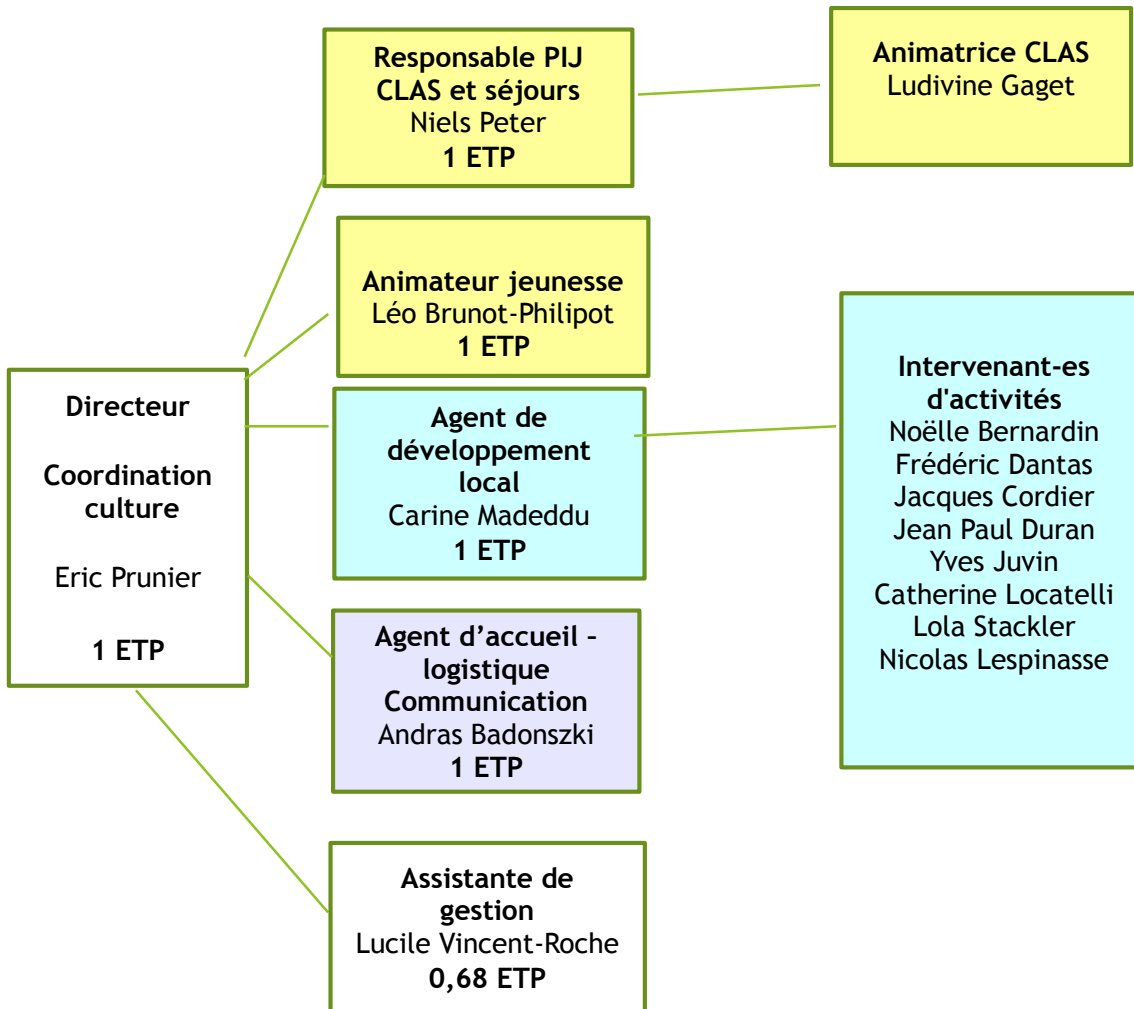 Responsable PIJ
CLAS et séjours
Niels Peter
1 ETP
Animatrice CLAS
Ludivine Gaget
Animateur jeunesse
Léo Brunot-Philipot
1 ETP
Directeur
Coordination
culture
Eric Prunier
1 ETP
Agent de
développement
local
Carine Madeddu
1 ETP
Intervenant-es
d'activités
Noëlle Bernardin
Frédéric Dantas
Jacques Cordier
Jean Paul Duran
Yves Juvin
Catherine Locatelli
Lola Stackler
Nicolas Lespinasse
Agent d’accueil –
logistique
Communication
Andras Badonszki
1 ETP
Assistante de
gestion
Lucile Vincent-Roche
0,68 ETP